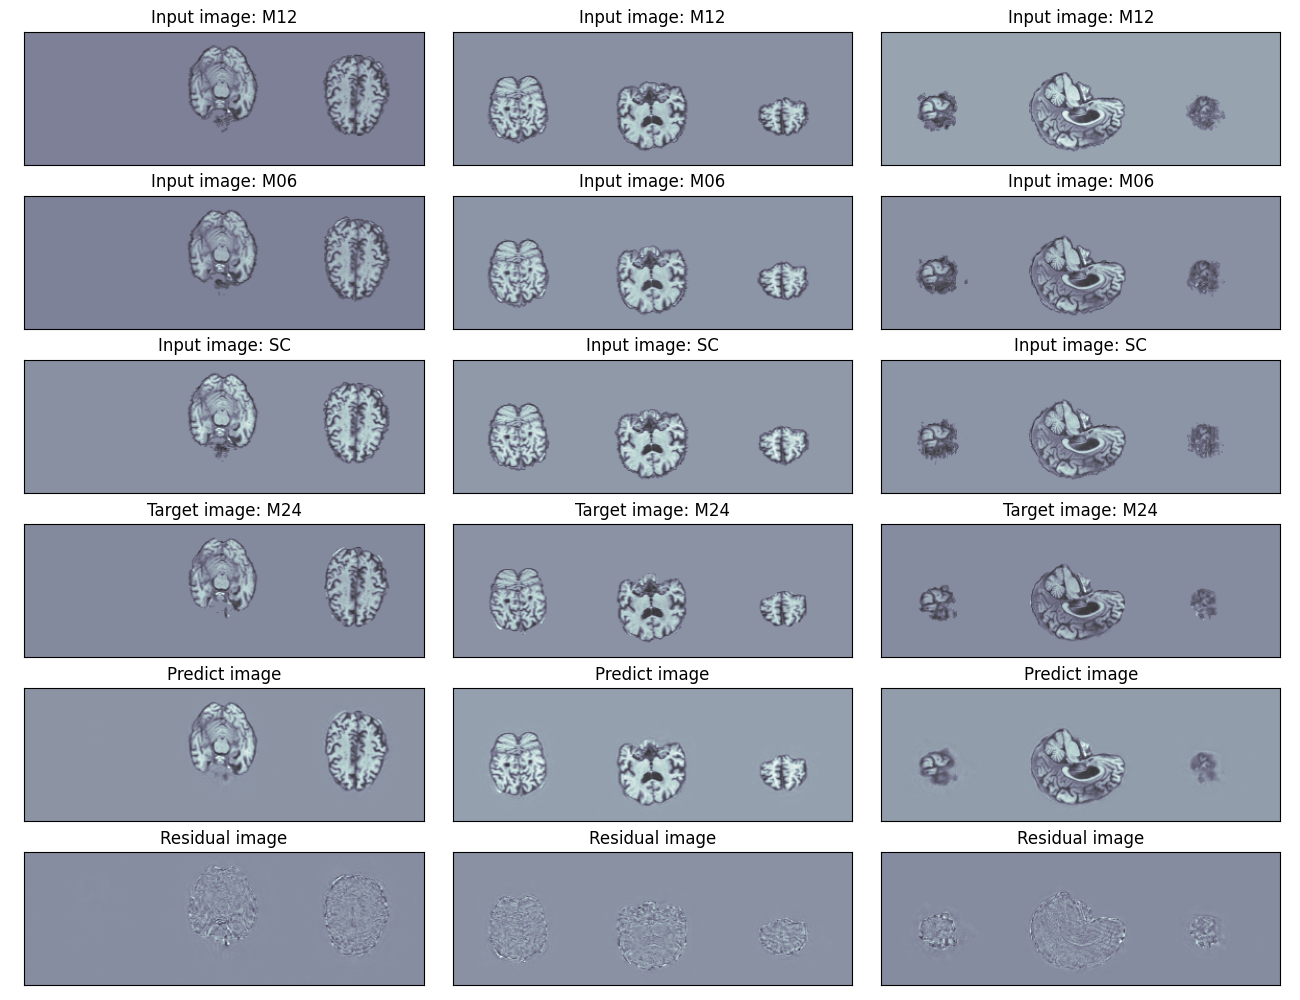 Input image: M12 Input image: M12 Input image: M12
Input image: M06 Input image: M06 Input image: M06
Input image: SC Input image: SC Input image: SC
Target image: M24 Target image: M24 Target image: M24
Predict image Predict image Predict image
Residual image Residual image Residual image